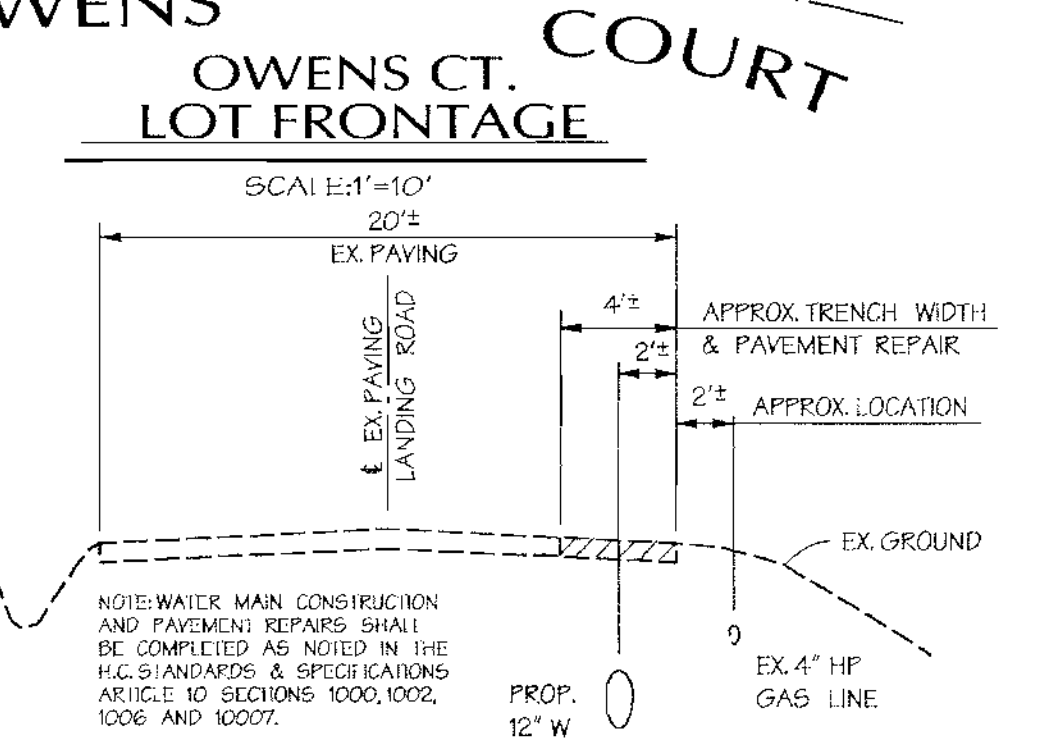 WENS
COURT
OWENS CT.
LOT FRONTAGE
SCALE:1'=10'
20'±
EX. PAVING
4'±
APPROX. TRENCH WIDTH
& PAVEMENT REPAIR
2'±
2'±
APPROX. LOCATION
℄ EX. PAVING
LANDING ROAD
EX. GROUND
NOTE: WATER MAIN CONSTRUCTION
AND PAVEMENT REPAIRS SHALL
BE COMPLETED AS NOTED IN THE
H.C. STANDARDS & SPECIFICATIONS
ARTICLE 10 SECTIONS 1000, 1002,
1006 AND 10007.
PROP.
12" W
EX. 4" HP
GAS LINE